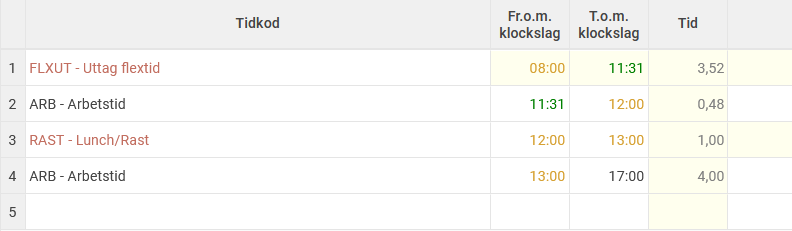 Tidkod Fr.o.m. klockslag T.o.m. klockslag Tid
1 FLXUT - Uttag flextid 08:00 11:31 3,52
2 ARB - Arbetstid 11:31 12:00 0,48
3 RAST - Lunch/Rast 12:00 13:00 1,00
4 ARB - Arbetstid 13:00 17:00 4,00
5